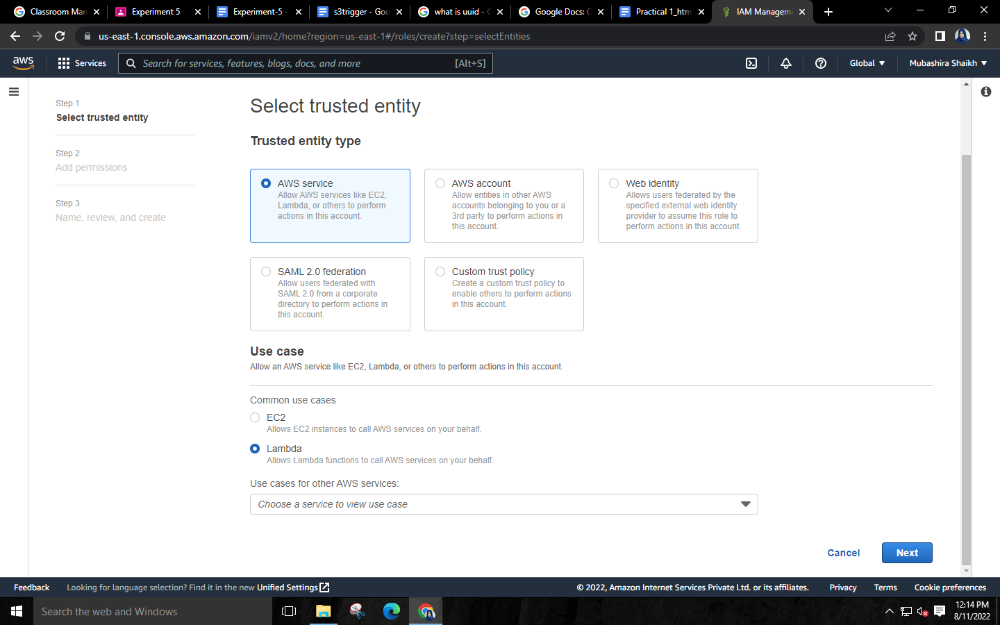 Classroom Man
Experiment 5
Experiment-5 -
s3trigger - Goo
what is uuid - G
Google Docs: C
Practical 1_htm
IAM Managem
us-east-1.console.aws.amazon.com/iamv2/home?region=us-east-1#/roles/create?step=selectEntities
aws
Services
Search for services, features, blogs, docs, and more
[Alt+S]
Global
Mubashira Shaikh
Step 1
Select trusted entity
Step 2
Add permissions
Step 3
Name, review, and create
Select trusted entity
Trusted entity type
AWS service
Allow AWS services like EC2,
Lambda, or others to perform
actions in this account.
AWS account
Allow entities in other AWS
accounts belonging to you or a
3rd party to perform actions in
this account.
Web identity
Allows users federated by the
specified external web identity
provider to assume this role to
perform actions in this account.
SAML 2.0 federation
Allow users federated with
SAML 2.0 from a corporate
directory to perform actions in
this account.
Custom trust policy
Create a custom trust policy to
enable others to perform actions
in this account.
Use case
Allow an AWS service like EC2, Lambda, or others to perform actions in this account.
Common use cases
EC2
Allows EC2 instances to call AWS services on your behalf.
Lambda
Allows Lambda functions to call AWS services on your behalf.
Use cases for other AWS services:
Choose a service to view use case
Cancel
Next
Feedback
Looking for language selection? Find it in the new Unified Settings
© 2022, Amazon Internet Services Private Ltd. or its affiliates.
Privacy
Terms
Cookie preferences
Search the web and Windows
12:14 PM
8/11/2022